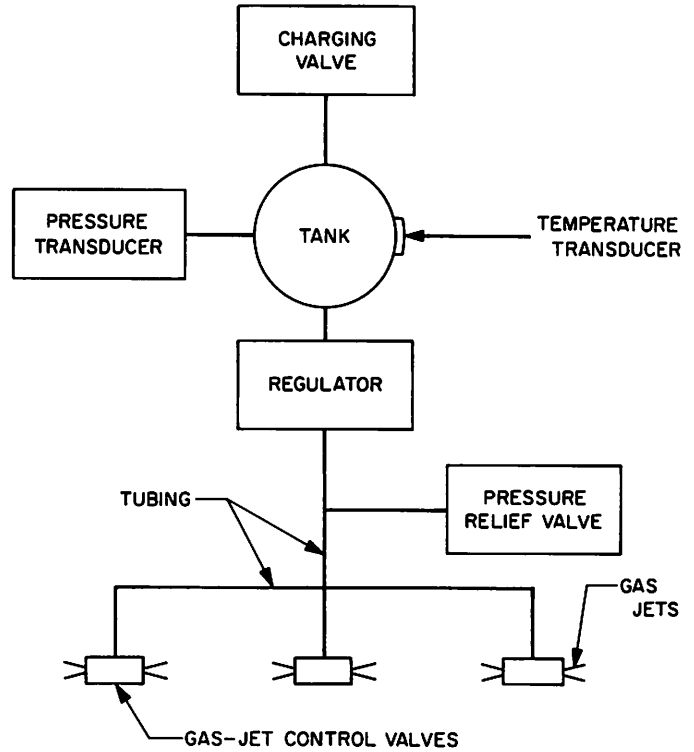 CHARGING
VALVE
PRESSURE
TRANSDUCER
TANK
TEMPERATURE
TRANSDUCER
REGULATOR
TUBING
PRESSURE
RELIEF VALVE
GAS
JETS
GAS-JET CONTROL VALVES